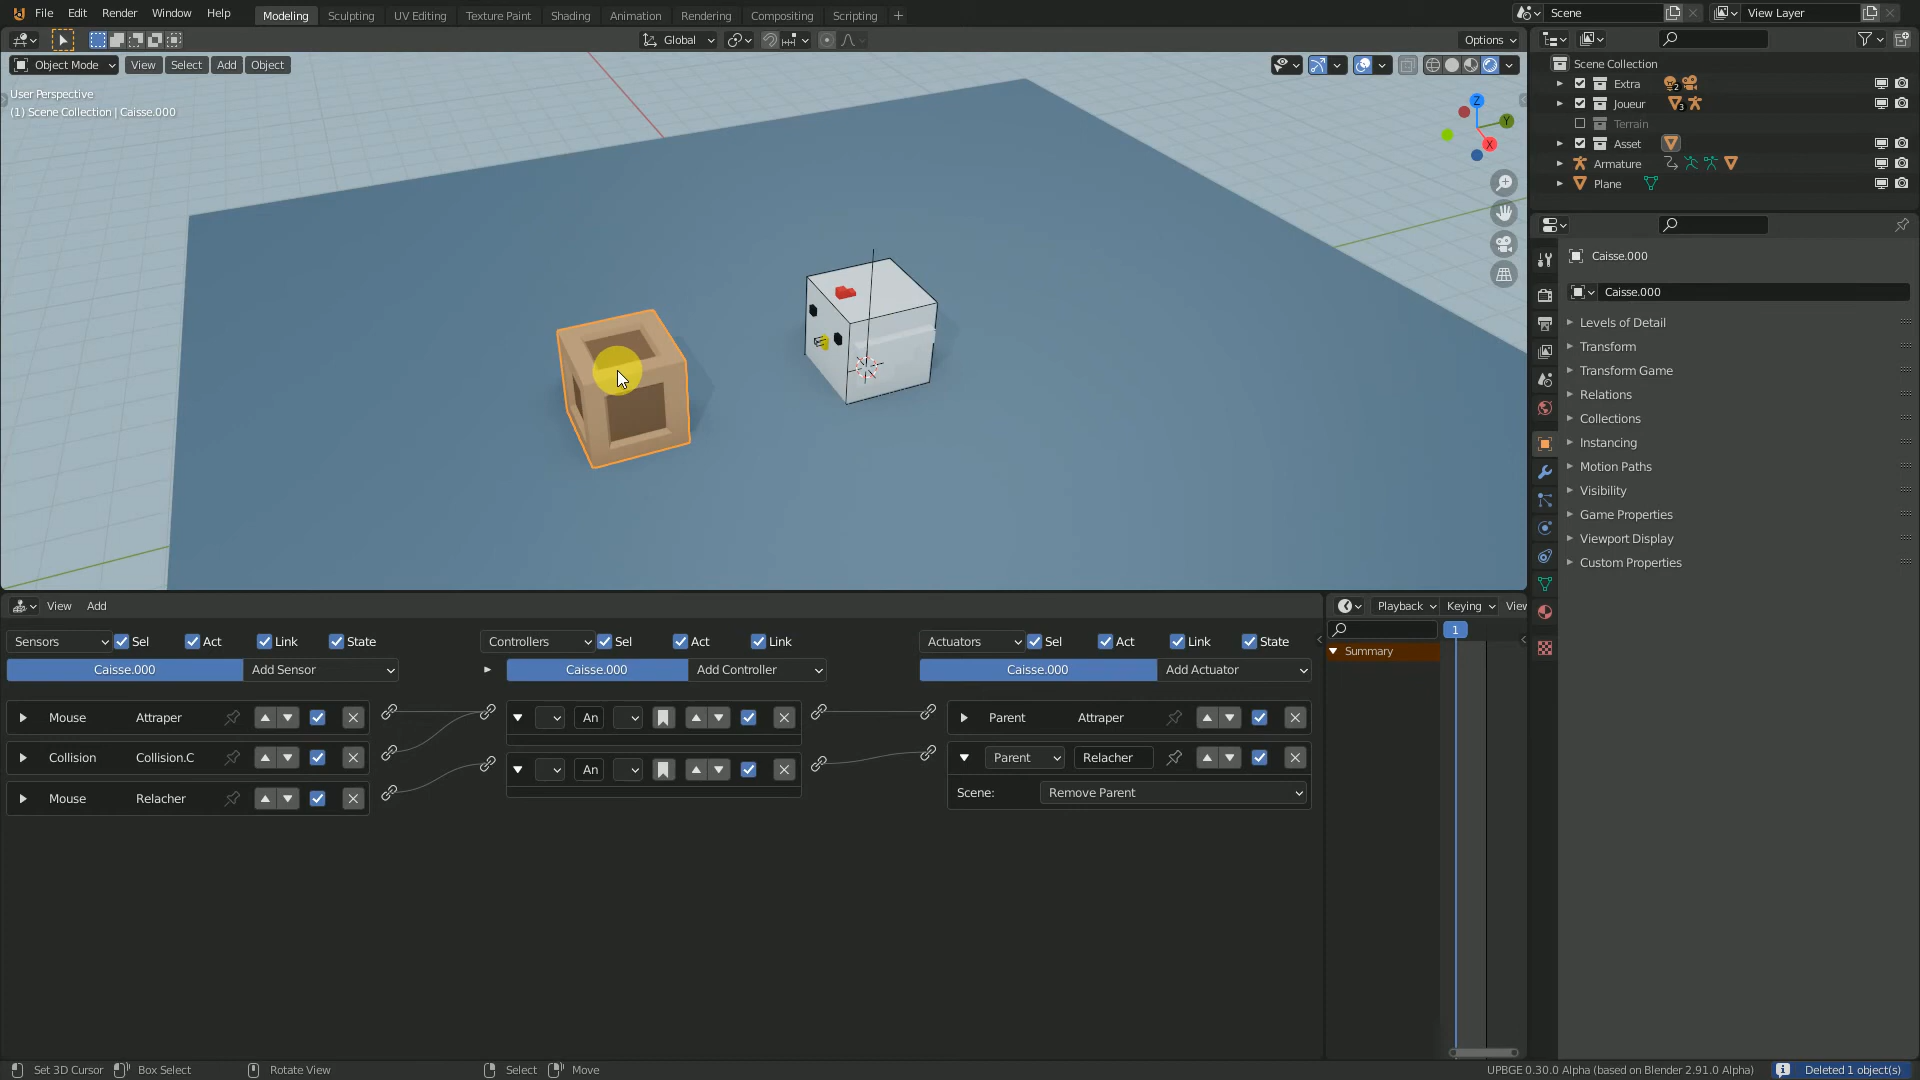 File Edit Render Window Help Modeling Sculpting UV Editing Texture Paint Shading Animation Rendering Compositing Scripting + Scene View Layer
Global Options
Object Mode View Select Add Object
User Perspective
(1) Scene Collection | Caisse.000
Z
Y
X
Scene Collection
Extra 2
Joueur 3
Terrain
Asset
Armature
Plane
Caisse.000
Caisse.000
Levels of Detail
Transform
Transform Game
Relations
Collections
Instancing
Motion Paths
Visibility
Game Properties
Viewport Display
Custom Properties
View Add
Sensors Sel Act Link State Controllers Sel Act Link Actuators Sel Act Link State
Caisse.000 Add Sensor Caisse.000 Add Controller Caisse.000 Add Actuator
Mouse Attraper An Parent Attraper
Collision Collision.C An Parent Relacher
Mouse Relacher Scene: Remove Parent
Playback Keying View
1
Summary
Set 3D Cursor Box Select Rotate View Select Move UPBGE 0.30.0 Alpha (based on Blender 2.91.0 Alpha) Deleted 1 object(s)